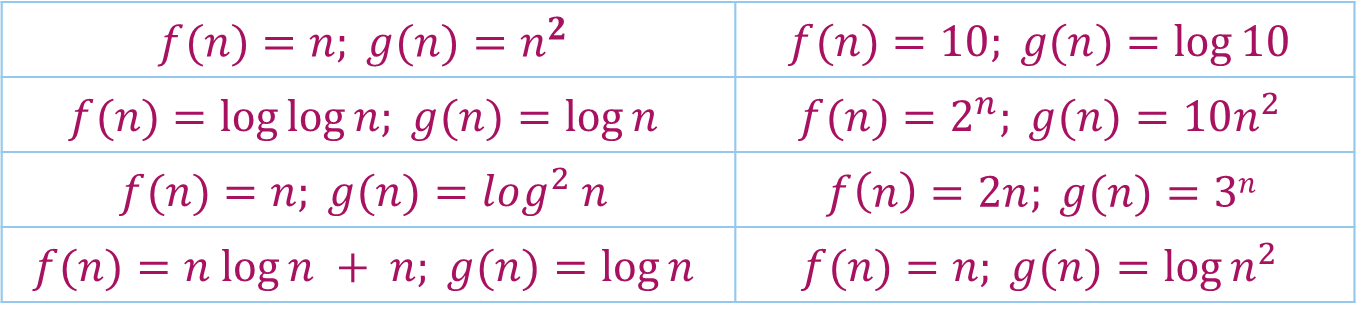 f(n) = n; g(n) = n²
f(n) = 10; g(n) = log 10
f(n) = log log n; g(n) = log n
f(n) = 2ⁿ; g(n) = 10n²
f(n) = n; g(n) = log² n
f(n) = 2n; g(n) = 3ⁿ
f(n) = n log n + n; g(n) = log n
f(n) = n; g(n) = log n²